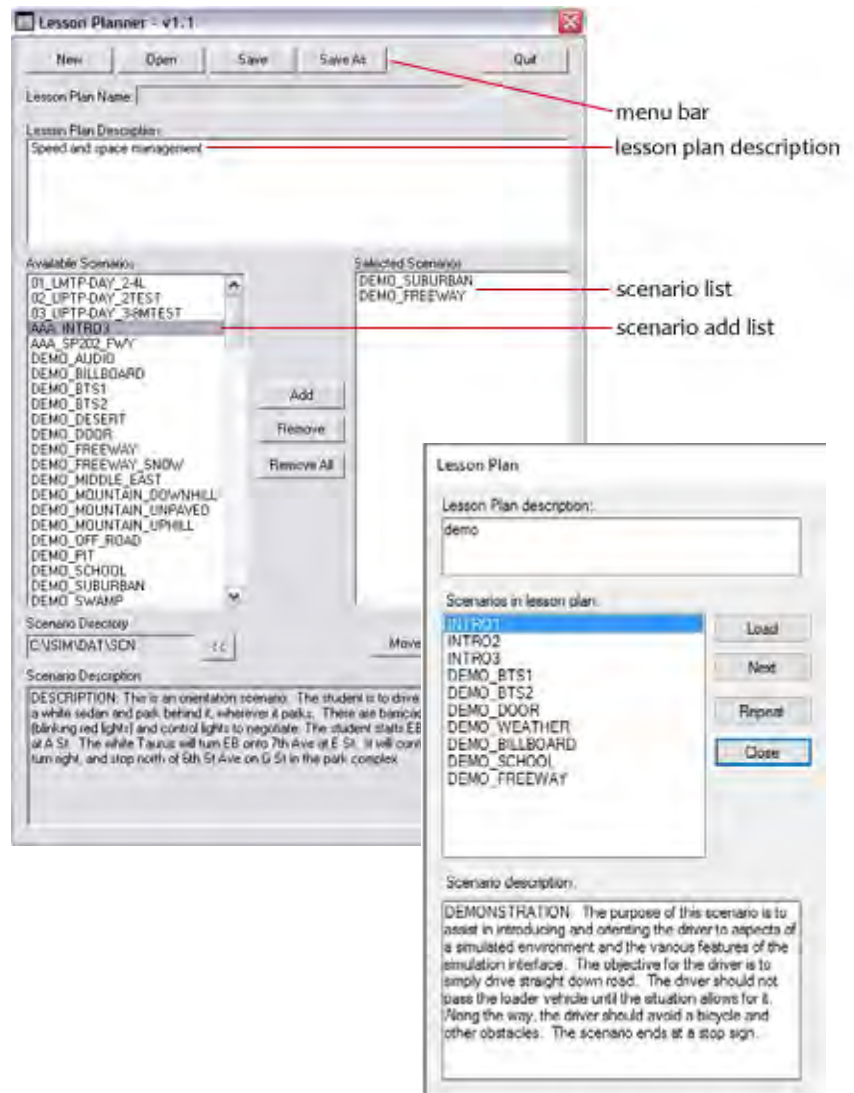 Lesson Planner - v1.1
New Open Save Save As Quit
menu bar
Lesson Plan Name:
Lesson Plan Description:
Speed and space management
lesson plan description
Available Scenarios
01_LMTP-DAY_2-4L
02_UPTP-DAY_2TEST
03_UPTP-DAY_3-8MTEST
AAA_INTRO3
AAA_SP202_FWY
DEMO_AUDIO
DEMO_BILLBOARD
DEMO_BTS1
DEMO_BTS2
DEMO_DESERT
DEMO_DOOR
DEMO_FREEWAY
DEMO_FREEWAY_SNOW
DEMO_MIDDLE_EAST
DEMO_MOUNTAIN_DOWNHILL
DEMO_MOUNTAIN_UNPAVED
DEMO_MOUNTAIN_UPHILL
DEMO_OFF_ROAD
DEMO_PIT
DEMO_SCHOOL
DEMO_SUBURBAN
DEMO_SWAMP
Add
Remove
Remove All
Selected Scenarios
DEMO_SUBURBAN
DEMO_FREEWAY
scenario list
scenario add list
Scenario Directory
C:\ISIM\DAT\SCN <<
Move
Scenario Description
DESCRIPTION: This is an orientation scenario. The student is to drive
a white sedan and park behind it, wherever it parks. There are
(blinking red lights) and control lights to negotiate. The student starts EB
at A St. The white Taurus will turn EB onto 7th Ave at E St. It will
turn right, and stop north of 6th St Ave on G St in the park complex
Lesson Plan
Lesson Plan description:
demo
Scenarios in lesson plan:
INTRO1
INTRO2
INTRO3
DEMO_BTS1
DEMO_BTS2
DEMO_DOOR
DEMO_WEATHER
DEMO_BILLBOARD
DEMO_SCHOOL
DEMO_FREEWAY
Load
Next
Repeat
Close
Scenario description:
DEMONSTRATION. The purpose of this scenario is to
assist in introducing and orienting the driver to aspects of
a simulated environment and the various features of the
simulation interface. The objective for the driver is to
simply drive straight down road. The driver should not
pass the loader vehicle until the situation allows for it.
Along the way, the driver should avoid a bicycle and
other obstacles. The scenario ends at a stop sign.